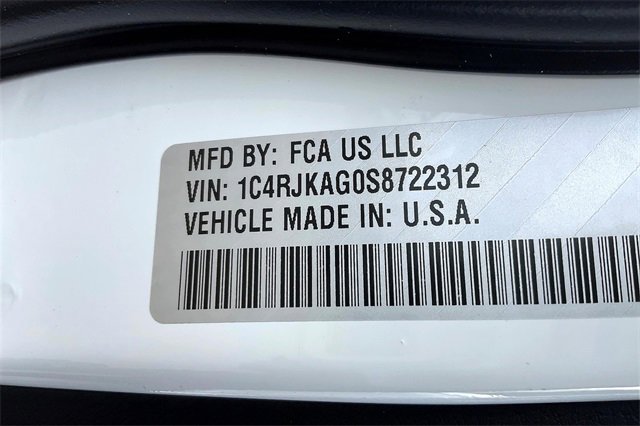 MFD BY: FCA US LLC
VIN: 1C4RJKAG0S8722312
VEHICLE MADE IN: U.S.A.